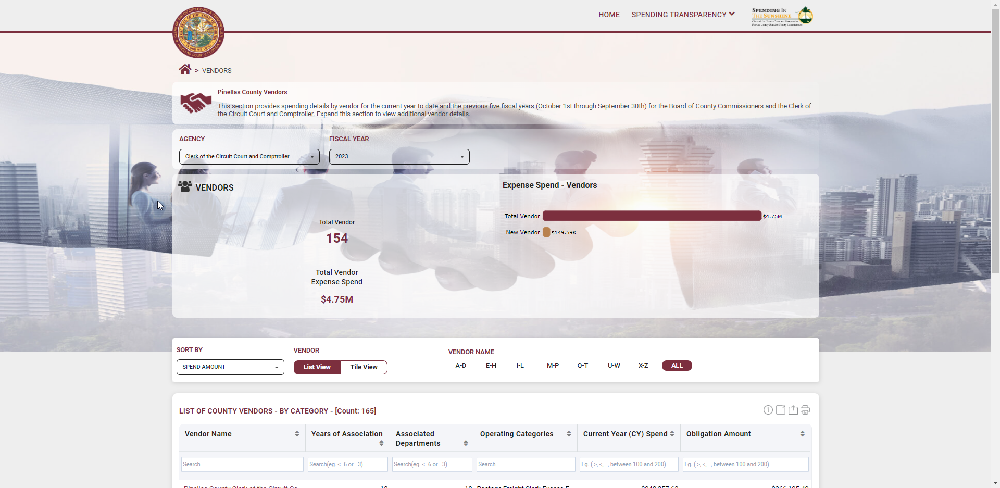 HOME
SPENDING TRANSPARENCY
SPENDING IN
THE SUNSHINE
> VENDORS
Pinellas County Vendors
This section provides spending details by vendor for the current year to date and the previous five fiscal years (October 1st through September 30th) for the Board of County Commissioners and the Clerk of
the Circuit Court and Comptroller. Expand this section to view additional vendor details.
AGENCY
FISCAL YEAR
Clerk of the Circuit Court and Comptroller
2023
VENDORS
Total Vendor
154
Total Vendor
Expense Spend
$4.75M
Expense Spend - Vendors
Total Vendor $4.75M
New Vendor $149.59K
SORT BY
SPEND AMOUNT
VENDOR
List View Tile View
VENDOR NAME
A-D E-H I-L M-P Q-T U-W X-Z ALL
LIST OF COUNTY VENDORS - BY CATEGORY - [Count: 165]
Vendor Name
Years of Association
Associated
Departments
Operating Categories
Current Year (CY) Spend
Obligation Amount
Search
Search(eg. <=6 or =3)
Search(eg. <=6 or =3)
Search
Eg. ( >, <, =, between 100 and 200)
Eg. ( >, <, =, between 100 and 200)